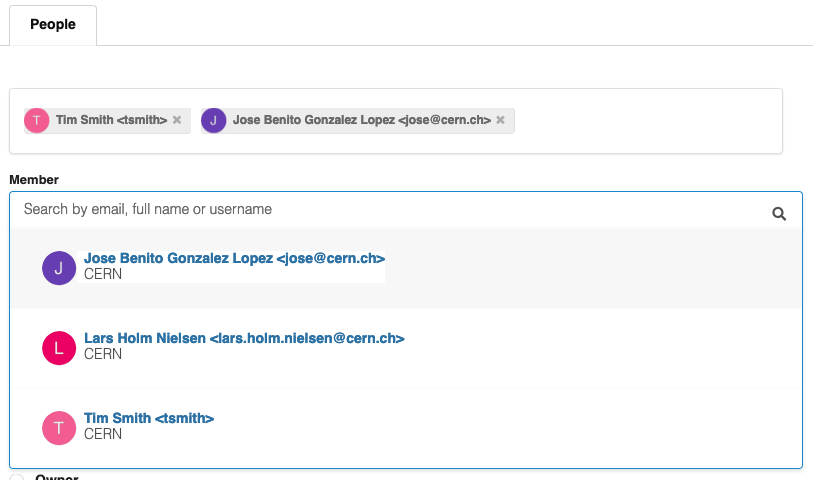 People
T Tim Smith <tsmith> × J Jose Benito Gonzalez Lopez <jose@cern.ch> ×
Member
Search by email, full name or username
J Jose Benito Gonzalez Lopez <jose@cern.ch>
CERN
L Lars Holm Nielsen <lars.holm.nielsen@cern.ch>
CERN
T Tim Smith <tsmith>
CERN
Owner